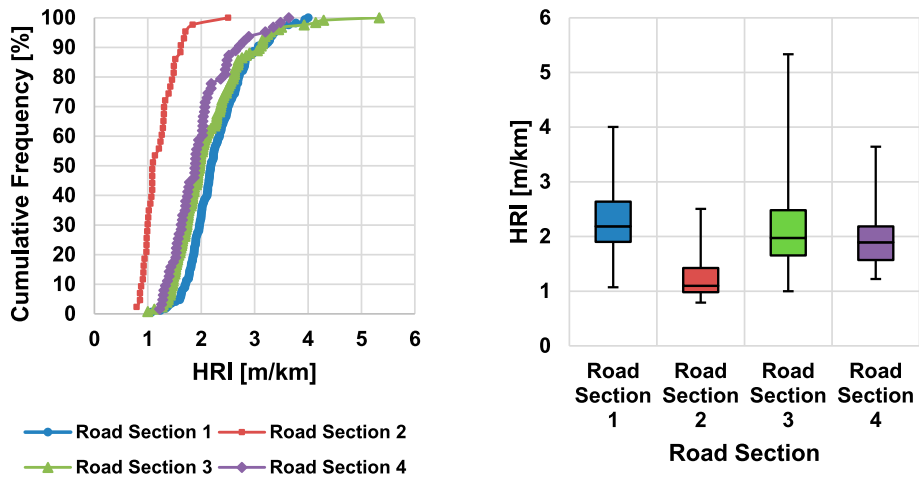 Cumulative Frequency [%]
100
90
80
70
60
50
40
30
20
10
0
0 1 2 3 4 5 6
HRI [m/km]
Road Section 1
Road Section 2
Road Section 3
Road Section 4
HRI [m/km]
6
5
4
3
2
1
0
Road Section 1
Road Section 2
Road Section 3
Road Section 4
Road Section